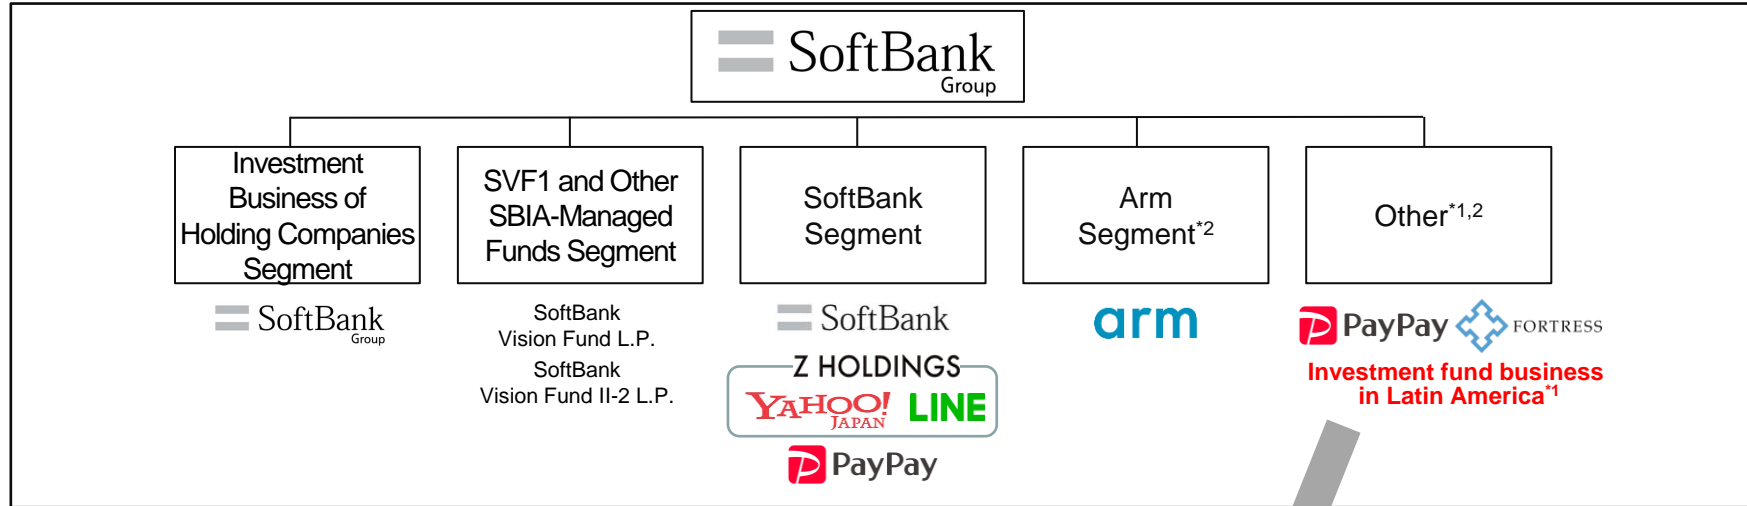 SoftBank
Group
Investment
Business of
Holding Companies
Segment
SVF1 and Other
SBIA-Managed
Funds Segment
SoftBank
Segment
Arm
Segment*2
Other*1,2
SoftBank
Group
SoftBank
Vision Fund L.P.
SoftBank
Vision Fund II-2 L.P.
SoftBank
Z HOLDINGS
YAHOO!
JAPAN
LINE
PayPay
arm
PayPay
FORTRESS
Investment fund business
in Latin America*1